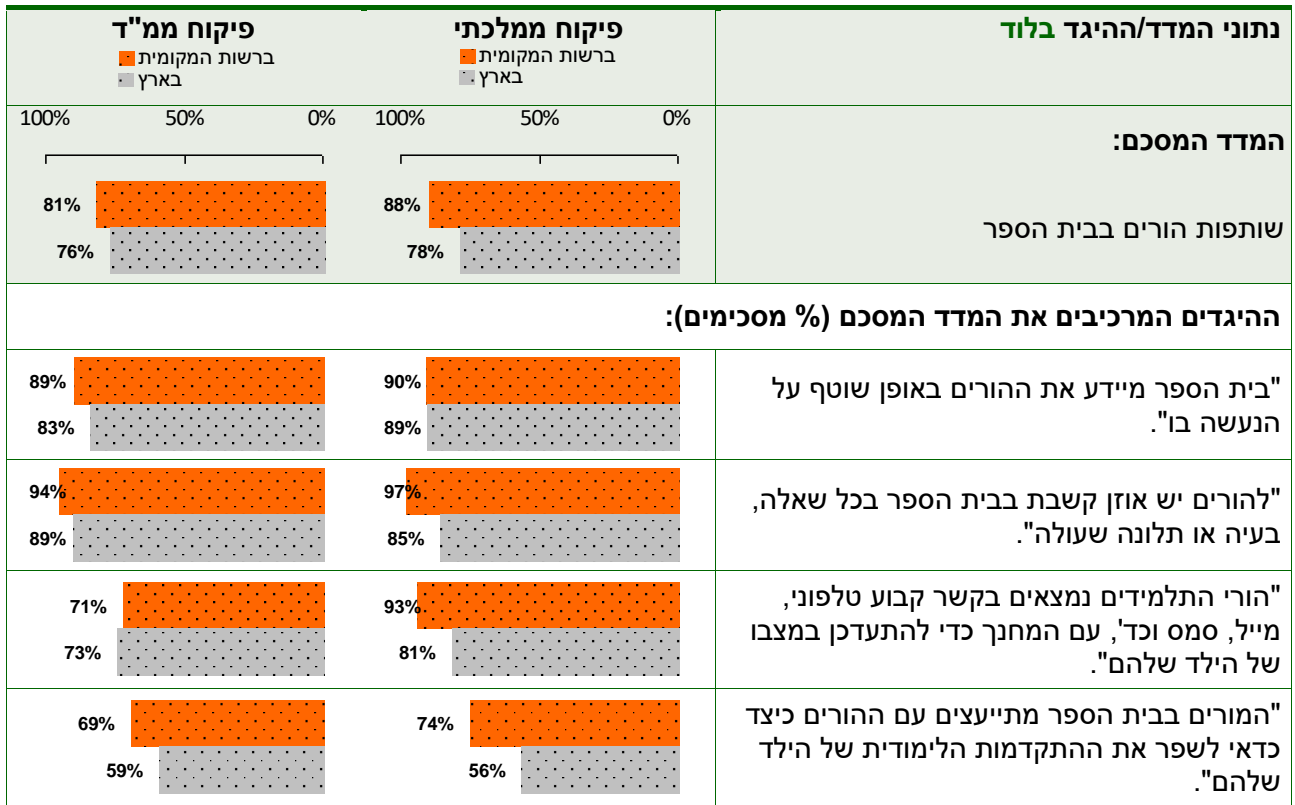 נתוני המדד/ההיגד בלוד
פיקוח ממלכתי
ברשות המקומית
בארץ
פיקוח ממ"ד
ברשות המקומית
בארץ
המדד המסכם:
0% 50% 100%
0% 50% 100%
שותפות הורים בבית הספר
88%
78%
81%
76%
ההיגדים המרכיבים את המדד המסכם (% מסכימים):
"בית הספר מיידע את ההורים באופן שוטף על
הנעשה בו".
90%
89%
89%
83%
"להורים יש אוזן קשבת בבית הספר בכל שאלה,
בעיה או תלונה שעולה".
97%
85%
94%
89%
"הורי התלמידים נמצאים בקשר קבוע טלפוני,
מייל, סמס וכד', עם המחנך כדי להתעדכן במצבו
של הילד שלהם".
93%
81%
71%
73%
"המורים בבית הספר מתייעצים עם ההורים כיצד
כדאי לשפר את ההתקדמות הלימודית של הילד
שלהם".
74%
56%
69%
59%